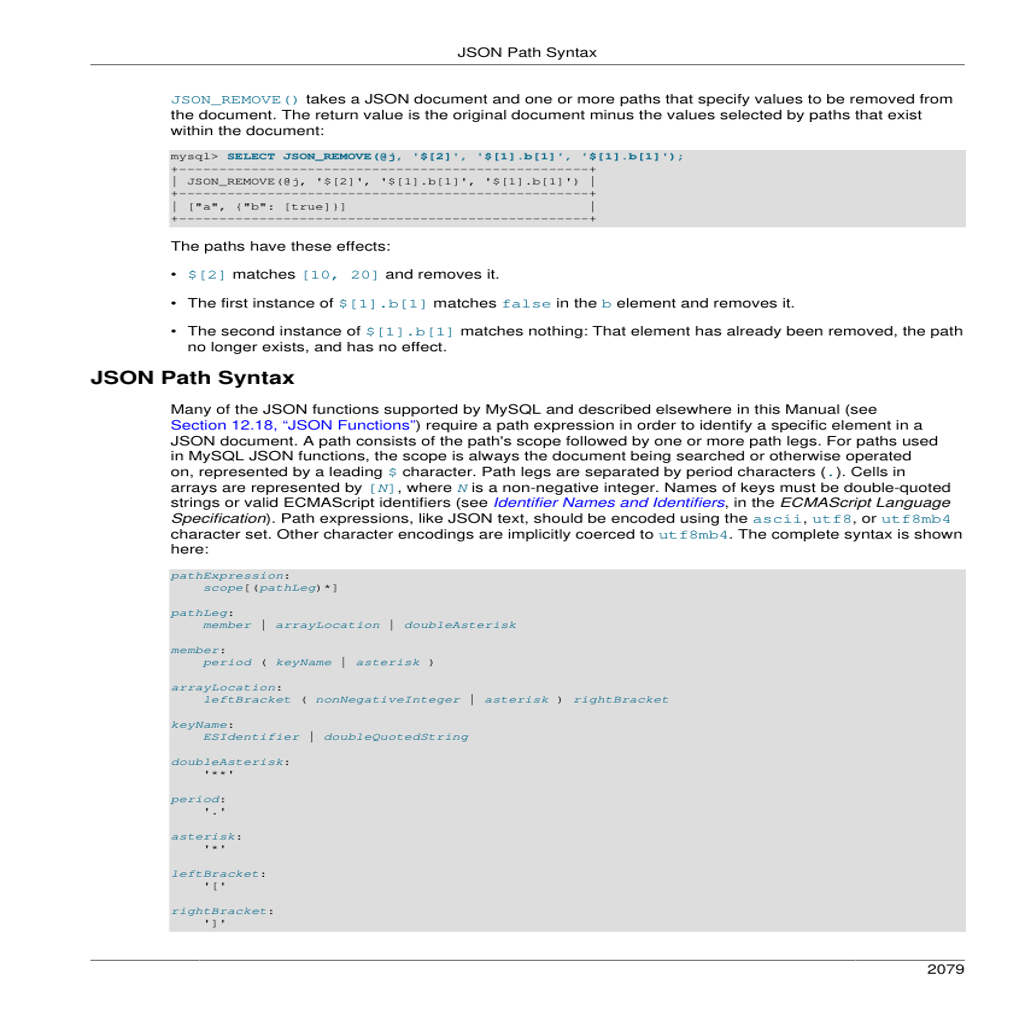 JSON Path Syntax
JSON_REMOVE() takes a JSON document and one or more paths that specify values to be removed from
the document. The return value is the original document minus the values selected by paths that exist
within the document:
mysql> SELECT JSON_REMOVE(@j, '$[2]', '$[1].b[1]', '$[1].b[1]');
+---------------------------------------------------+
| JSON_REMOVE(@j, '$[2]', '$[1].b[1]', '$[1].b[1]') |
+---------------------------------------------------+
| ["a", {"b": [true]}]                              |
+---------------------------------------------------+
The paths have these effects:
• $[2] matches [10, 20] and removes it.
• The first instance of $[1].b[1] matches false in the b element and removes it.
• The second instance of $[1].b[1] matches nothing: That element has already been removed, the path
no longer exists, and has no effect.
JSON Path Syntax
Many of the JSON functions supported by MySQL and described elsewhere in this Manual (see
Section 12.18, “JSON Functions”) require a path expression in order to identify a specific element in a
JSON document. A path consists of the path's scope followed by one or more path legs. For paths used
in MySQL JSON functions, the scope is always the document being searched or otherwise operated
on, represented by a leading $ character. Path legs are separated by period characters (.). Cells in
arrays are represented by [N], where N is a non-negative integer. Names of keys must be double-quoted
strings or valid ECMAScript identifiers (see Identifier Names and Identifiers, in the ECMAScript Language
Specification). Path expressions, like JSON text, should be encoded using the ascii, utf8, or utf8mb4
character set. Other character encodings are implicitly coerced to utf8mb4. The complete syntax is shown
here:
pathExpression:
    scope[(pathLeg)*]
pathLeg:
    member | arrayLocation | doubleAsterisk
member:
    period ( keyName | asterisk )
arrayLocation:
    leftBracket ( nonNegativeInteger | asterisk ) rightBracket
keyName:
    ESIdentifier | doubleQuotedString
doubleAsterisk:
    '**'
period:
    '.'
asterisk:
    '*'
leftBracket:
    '['
rightBracket:
    ']'
2079